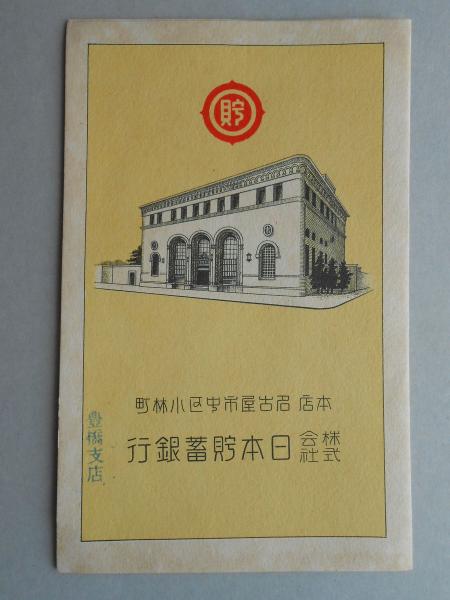 貯
本店 名古屋市中区小林町
株式会社 日本貯蓄銀行
豊橋支店